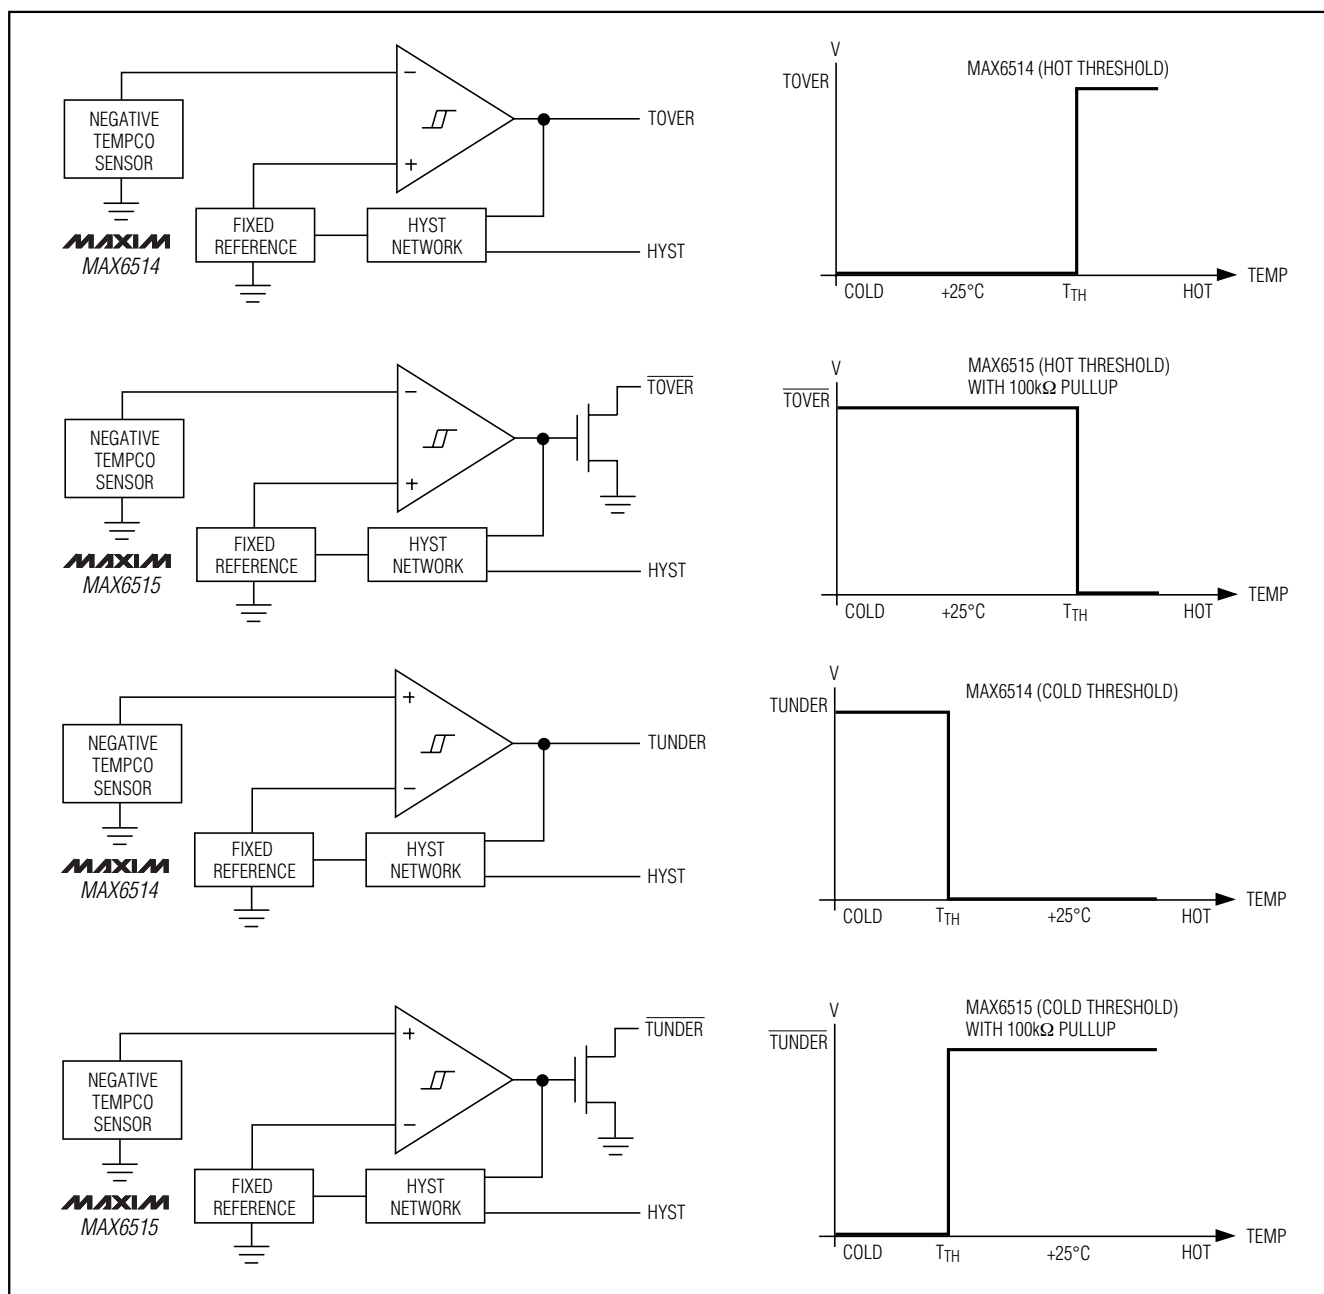 NEGATIVE
TEMPCO
SENSOR
−
+
TOVER
FIXED
REFERENCE
HYST
NETWORK
HYST
MAXIM
MAX6514
V
MAX6514 (HOT THRESHOLD)
TOVER
TEMP
COLD +25°C TTH HOT
NEGATIVE
TEMPCO
SENSOR
−
+
TOVER
FIXED
REFERENCE
HYST
NETWORK
HYST
MAXIM
MAX6515
V
MAX6515 (HOT THRESHOLD)
WITH 100kΩ PULLUP
TOVER
TEMP
COLD +25°C TTH HOT
NEGATIVE
TEMPCO
SENSOR
+
−
TUNDER
FIXED
REFERENCE
HYST
NETWORK
HYST
MAXIM
MAX6514
V
MAX6514 (COLD THRESHOLD)
TUNDER
TEMP
COLD TTH +25°C HOT
NEGATIVE
TEMPCO
SENSOR
+
−
TUNDER
FIXED
REFERENCE
HYST
NETWORK
HYST
MAXIM
MAX6515
V
MAX6515 (COLD THRESHOLD)
WITH 100kΩ PULLUP
TUNDER
TEMP
COLD TTH +25°C HOT